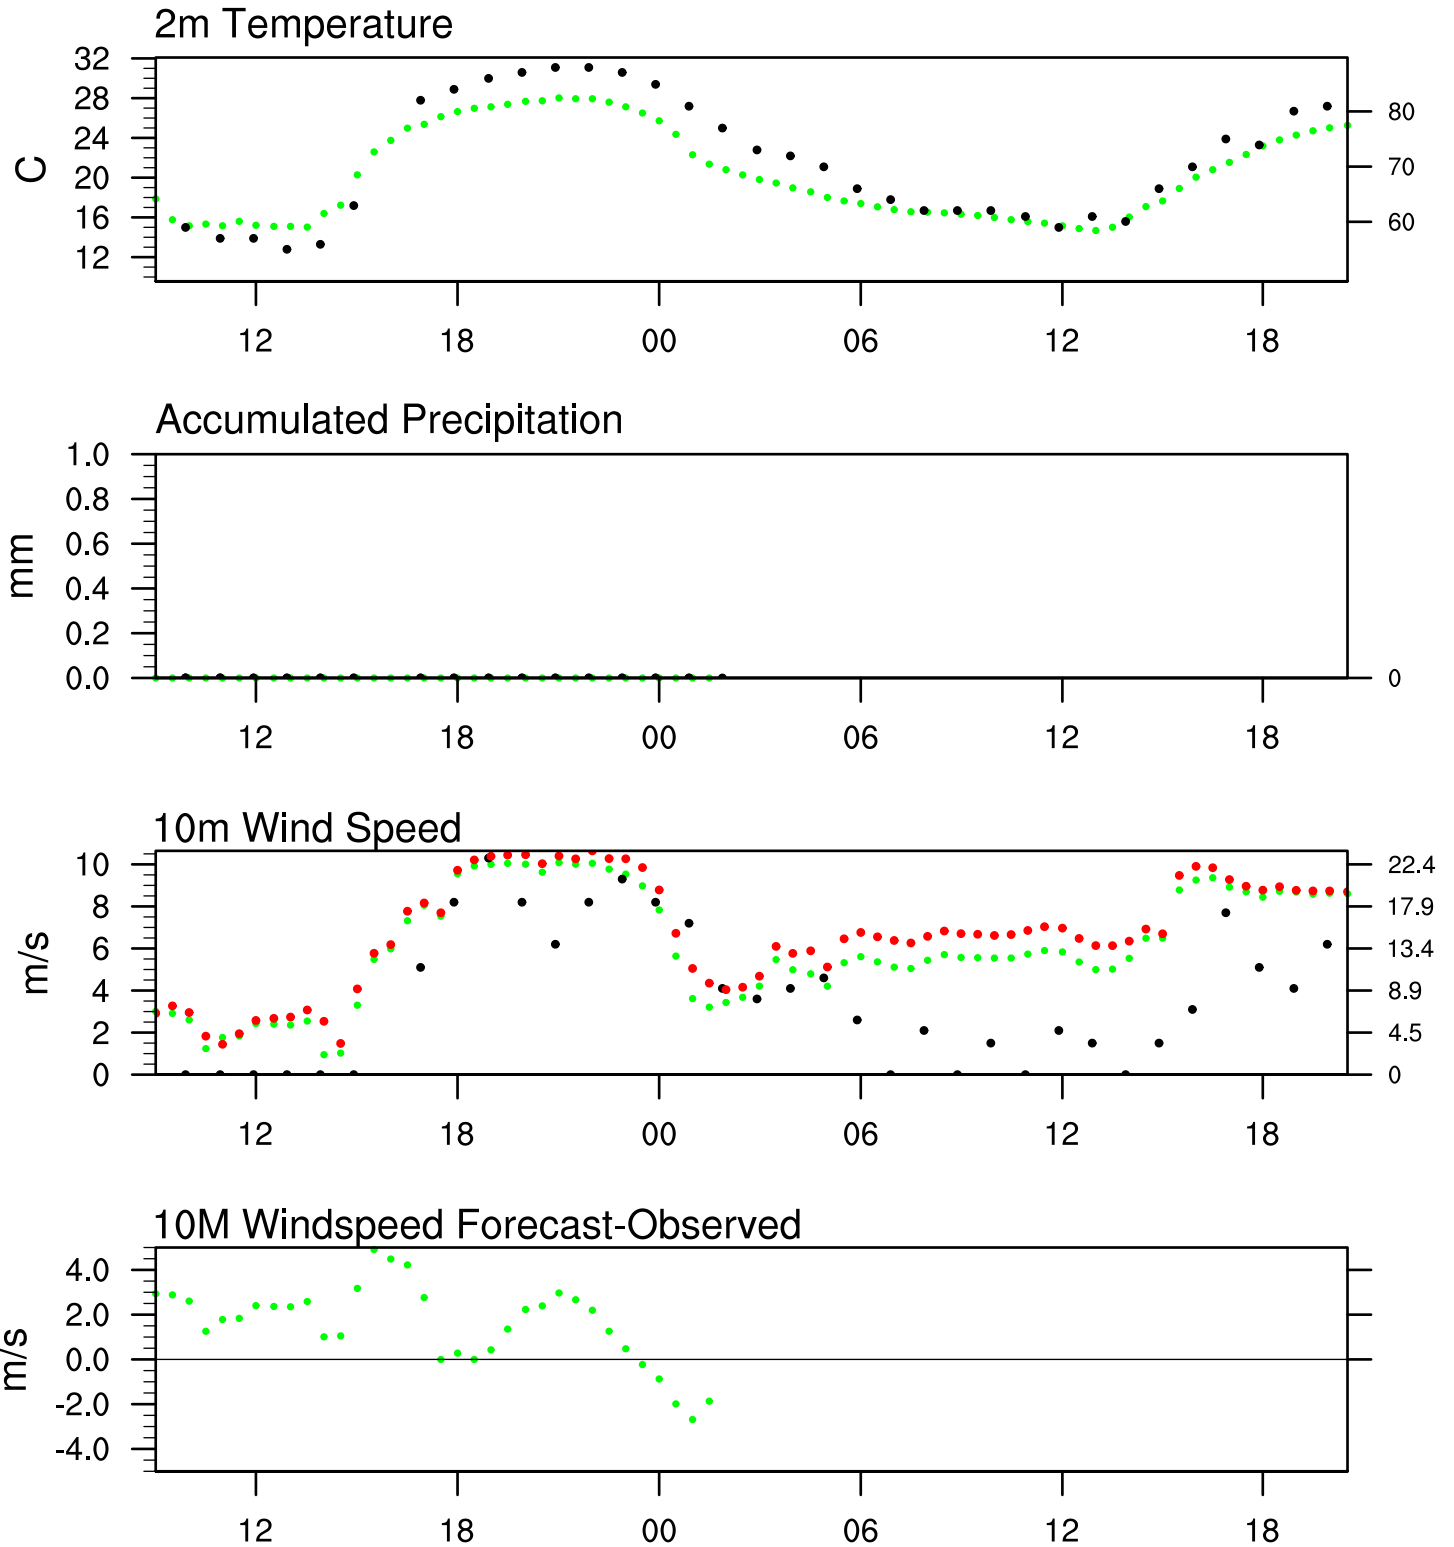 2m Temperature
32
28
24
20
16
12
C
80
70
60
12 18 00 06 12 18
Accumulated Precipitation
1.0
0.8
0.6
0.4
0.2
0.0
mm
0
12 18 00 06 12 18
10m Wind Speed
10
8
6
4
2
0
m/s
22.4
17.9
13.4
8.9
4.5
0
12 18 00 06 12 18
10M Windspeed Forecast-Observed
4.0
2.0
0.0
-2.0
-4.0
m/s
12 18 00 06 12 18